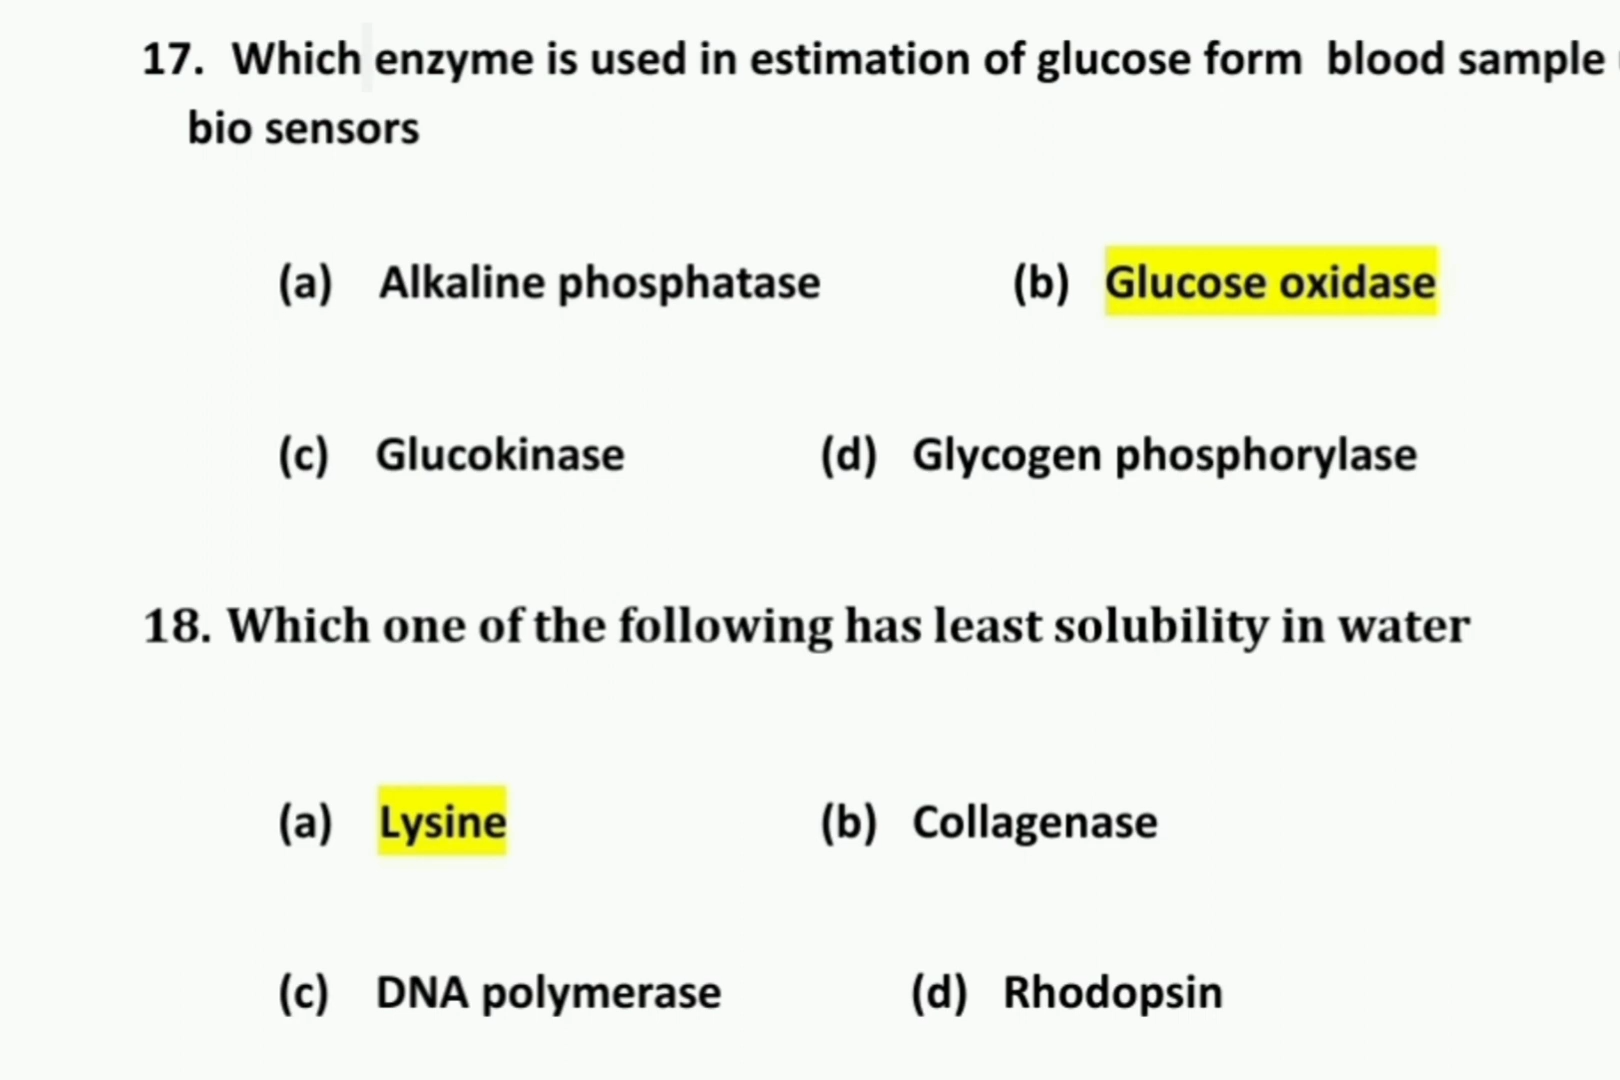 17. Which enzyme is used in estimation of glucose form blood sample
bio sensors
(a) Alkaline phosphatase (b) Glucose oxidase
(c) Glucokinase (d) Glycogen phosphorylase
18. Which one of the following has least solubility in water
(a) Lysine (b) Collagenase
(c) DNA polymerase (d) Rhodopsin